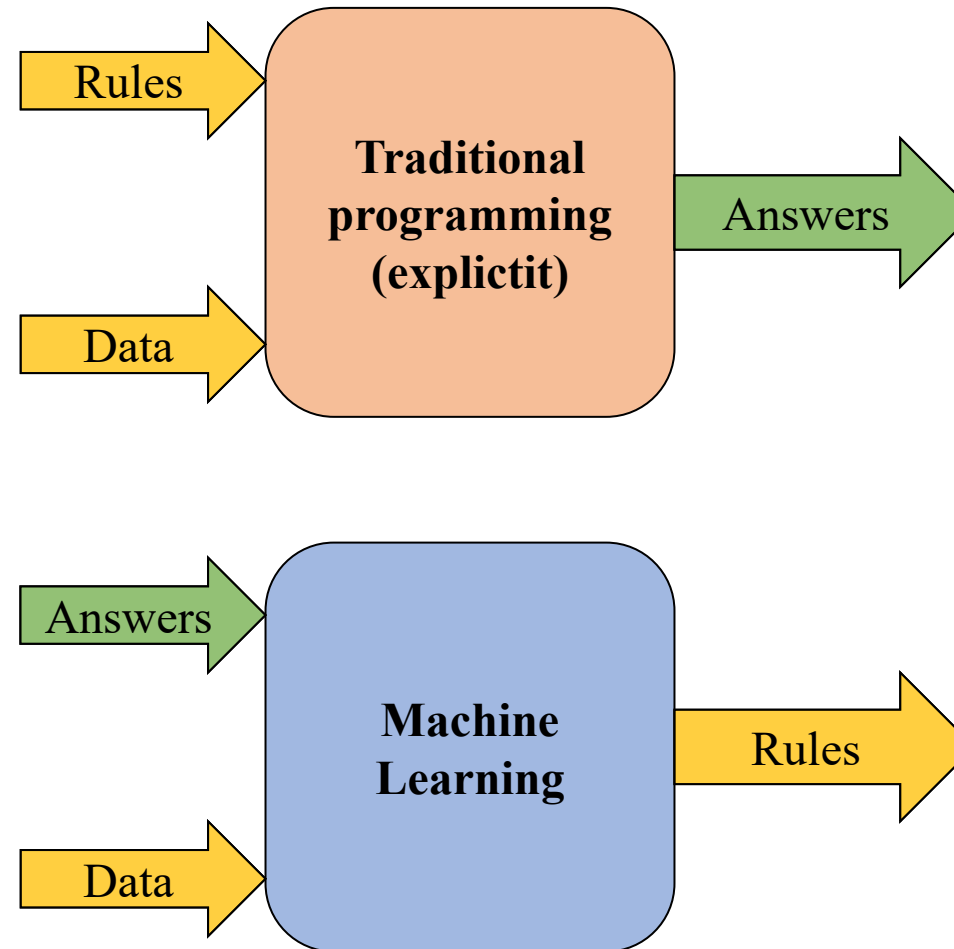 Rules
Traditional
programming
(explictit)
Answers
Data
Answers
Machine
Learning
Rules
Data